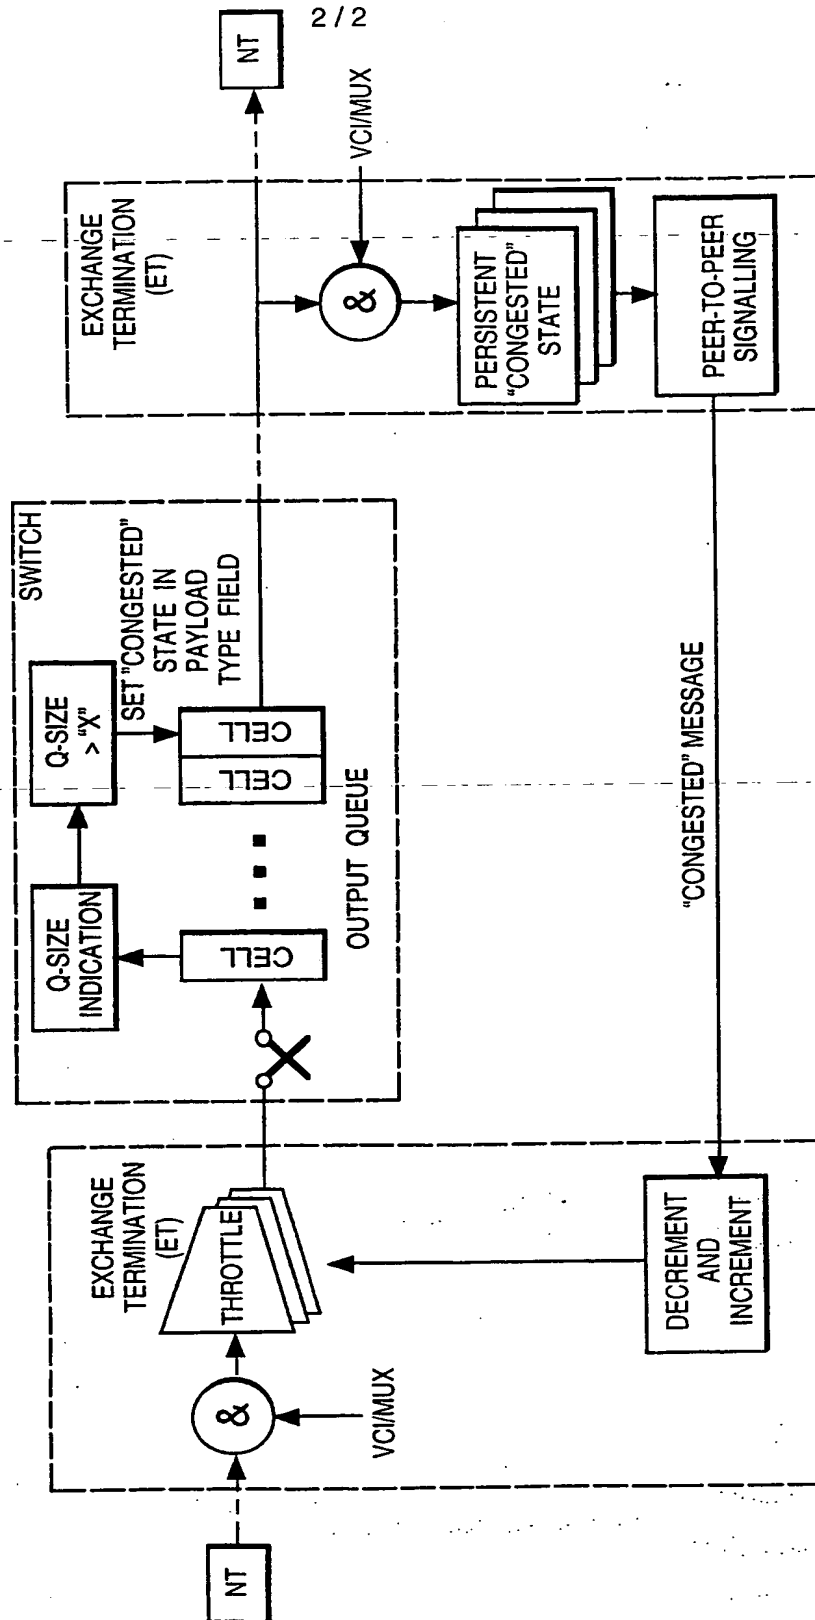 2/2
NT
&
VCI/MUX
EXCHANGE
TERMINATION
(ET)
THROTTLE
DECREMENT
AND
INCREMENT
SWITCH
Q-SIZE
INDICATION
Q-SIZE
> "X"
SET "CONGESTED"
STATE IN
PAYLOAD
TYPE FIELD
CELL
CELL
CELL
OUTPUT QUEUE
"CONGESTED" MESSAGE
EXCHANGE
TERMINATION
(ET)
NT
VCI/MUX
&
PERSISTENT
"CONGESTED"
STATE
PEER-TO-PEER
SIGNALLING